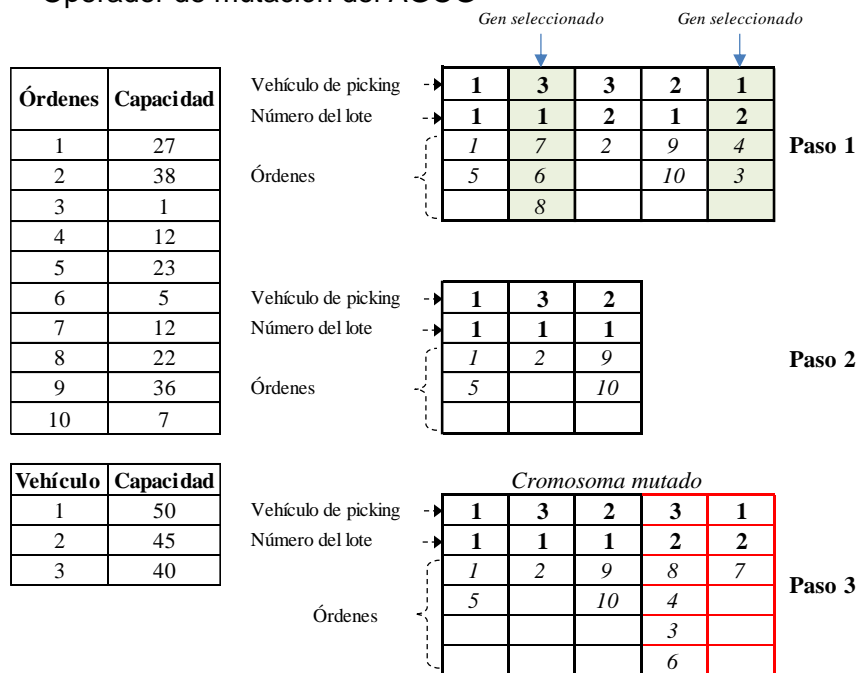 Operador de mutación del AGOG
Gen seleccionado Gen seleccionado
Órdenes Capacidad
1 27
2 38
3 1
4 12
5 23
6 5
7 12
8 22
9 36
10 7
Vehículo Capacidad
1 50
2 45
3 40
Vehículo de picking 1 3 3 2 1
Número del lote 1 1 2 1 2
Órdenes
1 7 2 9 4
5 6 10 3
8
Paso 1
Vehículo de picking 1 3 2
Número del lote 1 1 1
Órdenes
1 2 9
5 10
Paso 2
Cromosoma mutado
Vehículo de picking 1 3 2 3 1
Número del lote 1 1 1 2 2
Órdenes
1 2 9 8 7
5 10 4
3
6
Paso 3